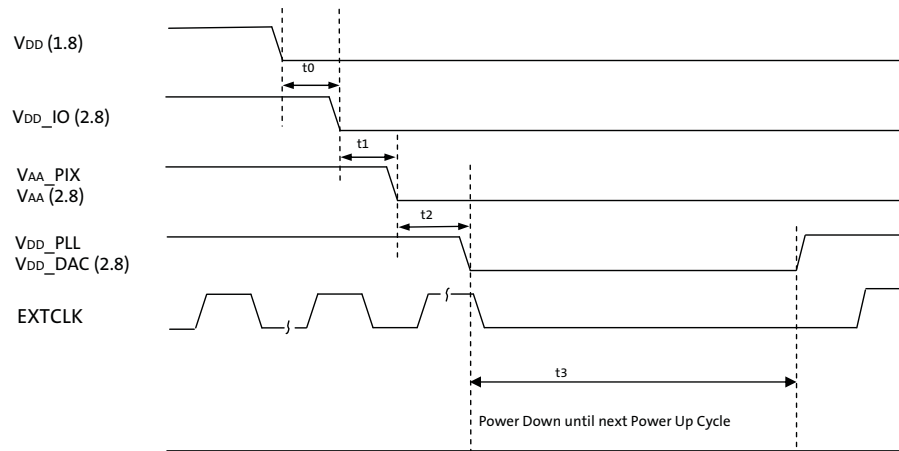 VDD (1.8)
t0
VDD_IO (2.8)
t1
VAA_PIX
VAA (2.8)
t2
VDD_PLL
VDD_DAC (2.8)
EXTCLK
t3
Power Down until next Power Up Cycle